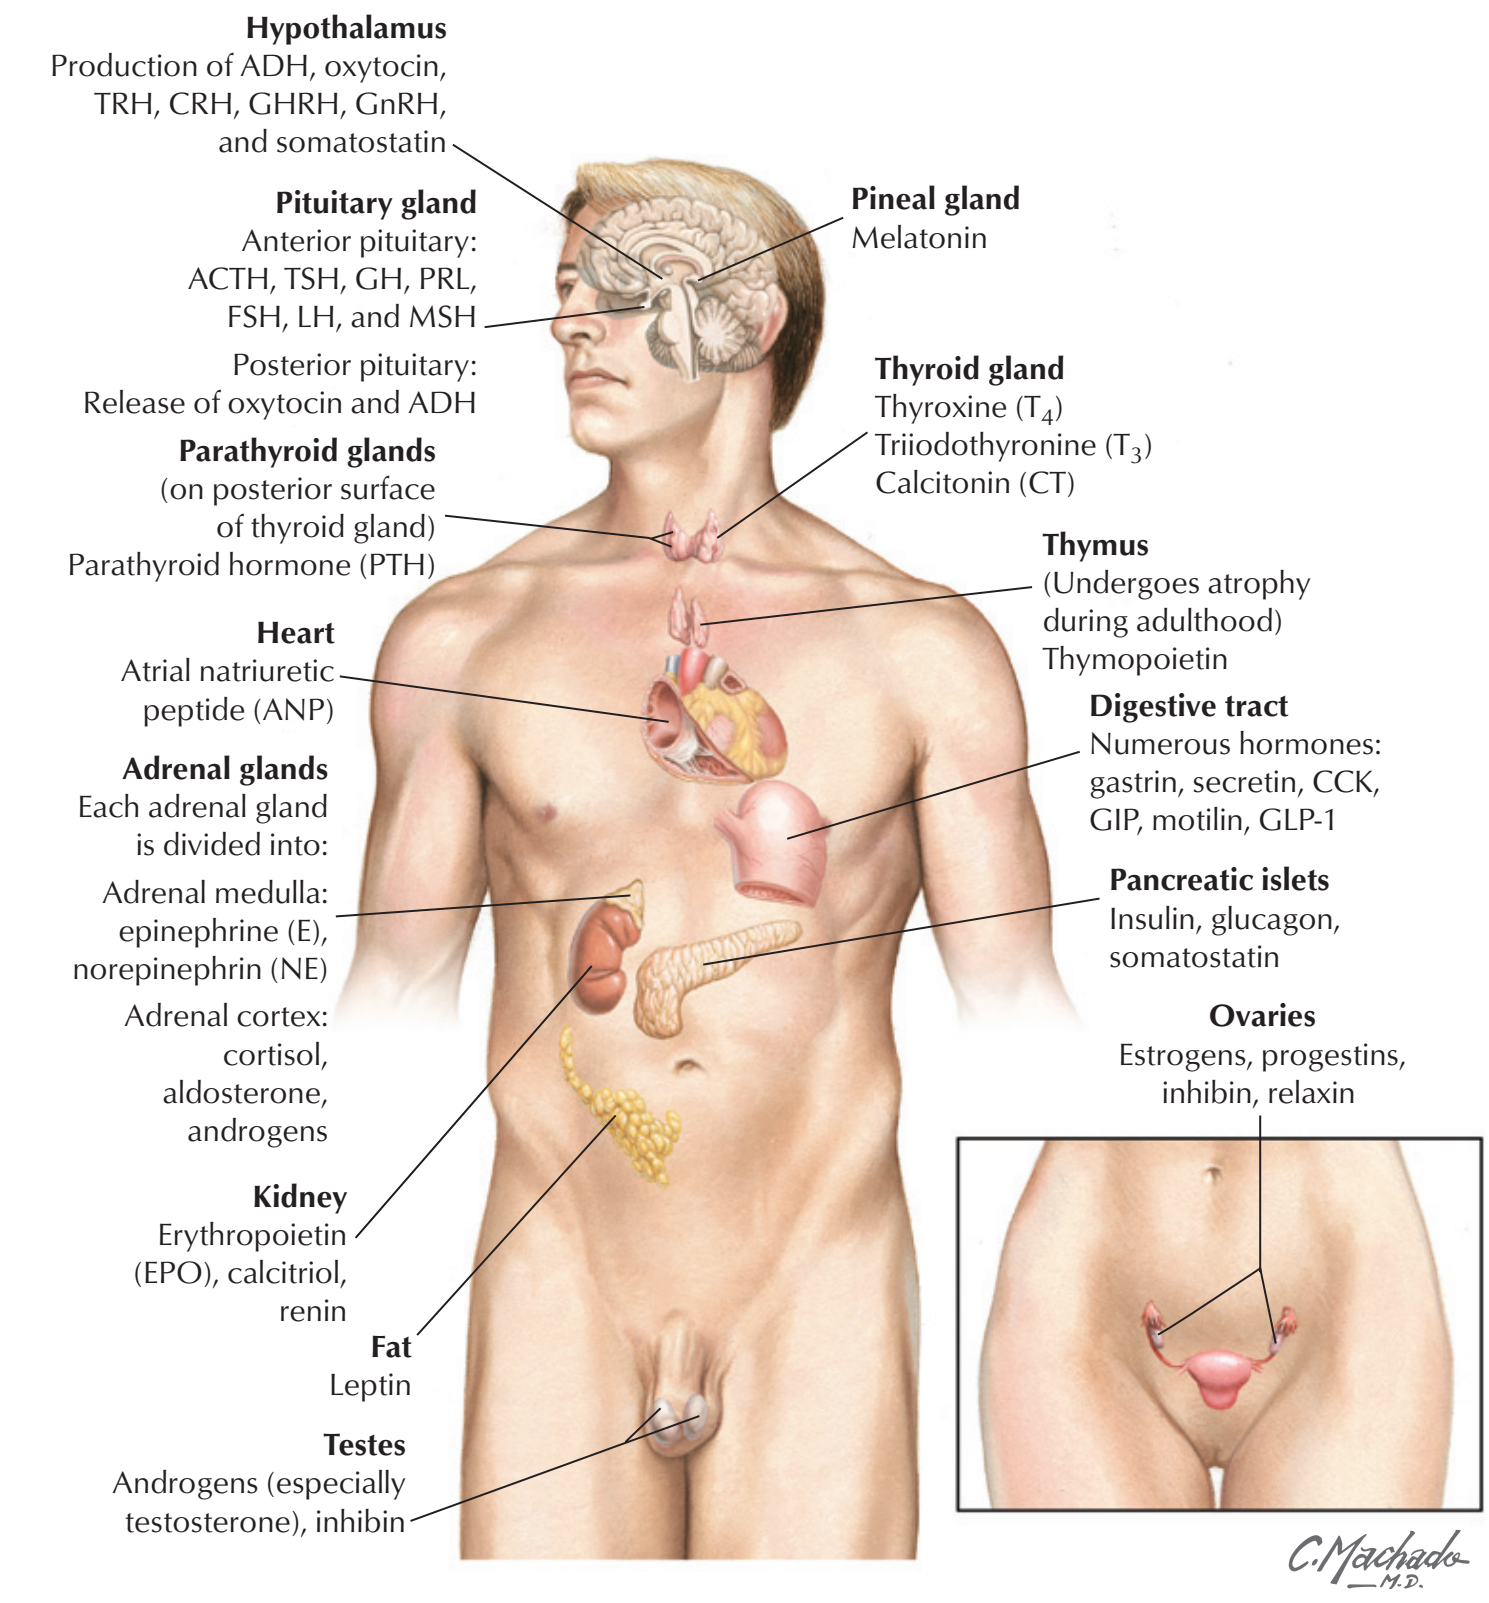 Hypothalamus
Production of ADH, oxytocin,
TRH, CRH, GHRH, GnRH,
and somatostatin
Pituitary gland
Anterior pituitary:
ACTH, TSH, GH, PRL,
FSH, LH, and MSH
Posterior pituitary:
Release of oxytocin and ADH
Parathyroid glands
(on posterior surface
of thyroid gland)
Parathyroid hormone (PTH)
Heart
Atrial natriuretic
peptide (ANP)
Adrenal glands
Each adrenal gland
is divided into:
Adrenal medulla:
epinephrine (E),
norepinephrin (NE)
Adrenal cortex:
cortisol,
aldosterone,
androgens
Kidney
Erythropoietin
(EPO), calcitriol,
renin
Fat
Leptin
Testes
Androgens (especially
testosterone), inhibin
Pineal gland
Melatonin
Thyroid gland
Thyroxine (T4)
Triiodothyronine (T3)
Calcitonin (CT)
Thymus
(Undergoes atrophy
during adulthood)
Thymopoietin
Digestive tract
Numerous hormones:
gastrin, secretin, CCK,
GIP, motilin, GLP-1
Pancreatic islets
Insulin, glucagon,
somatostatin
Ovaries
Estrogens, progestins,
inhibin, relaxin
C. Machado
M.D.